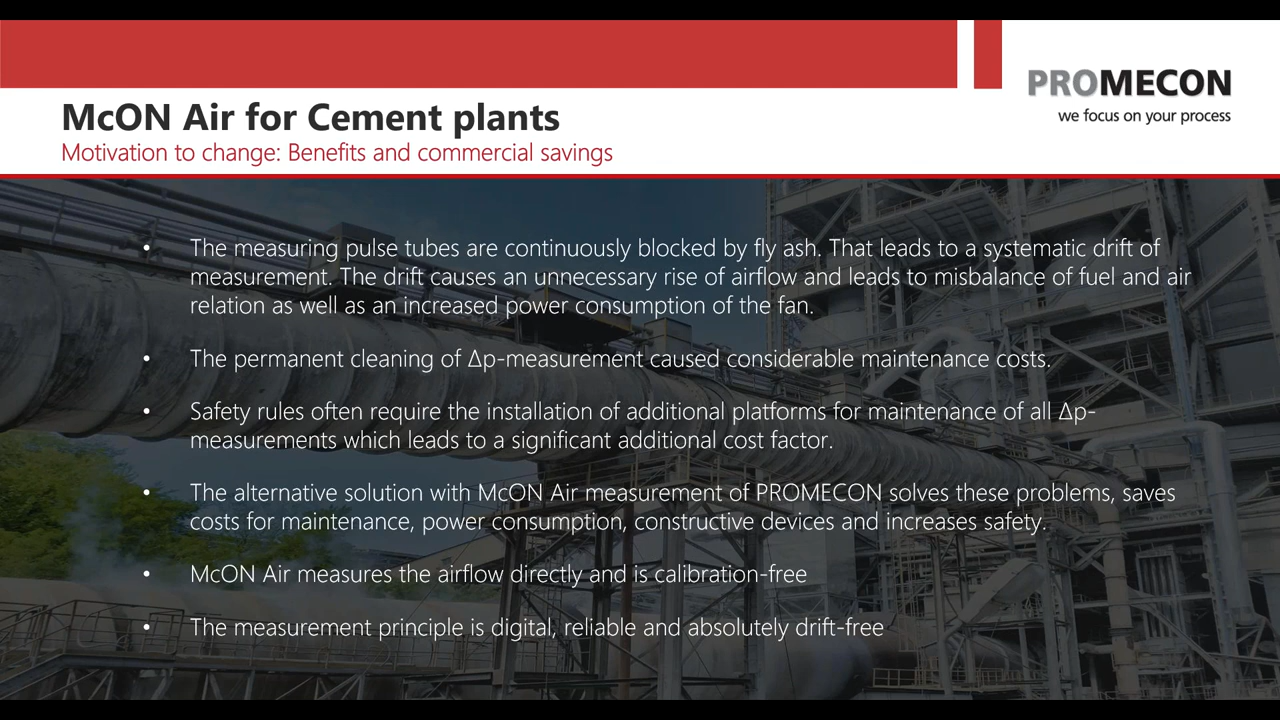 PROMECON
we focus on your process
McON Air for Cement plants
Motivation to change: Benefits and commercial savings
• The measuring pulse tubes are continuously blocked by fly ash. That leads to a systematic drift of
measurement. The drift causes an unnecessary rise of airflow and leads to misbalance of fuel and air
relation as well as an increased power consumption of the fan.
• The permanent cleaning of Δp-measurement caused considerable maintenance costs.
• Safety rules often require the installation of additional platforms for maintenance of all Δp-
measurements which leads to a significant additional cost factor.
• The alternative solution with McON Air measurement of PROMECON solves these problems, saves
costs for maintenance, power consumption, constructive devices and increases safety.
• McON Air measures the airflow directly and is calibration-free
• The measurement principle is digital, reliable and absolutely drift-free